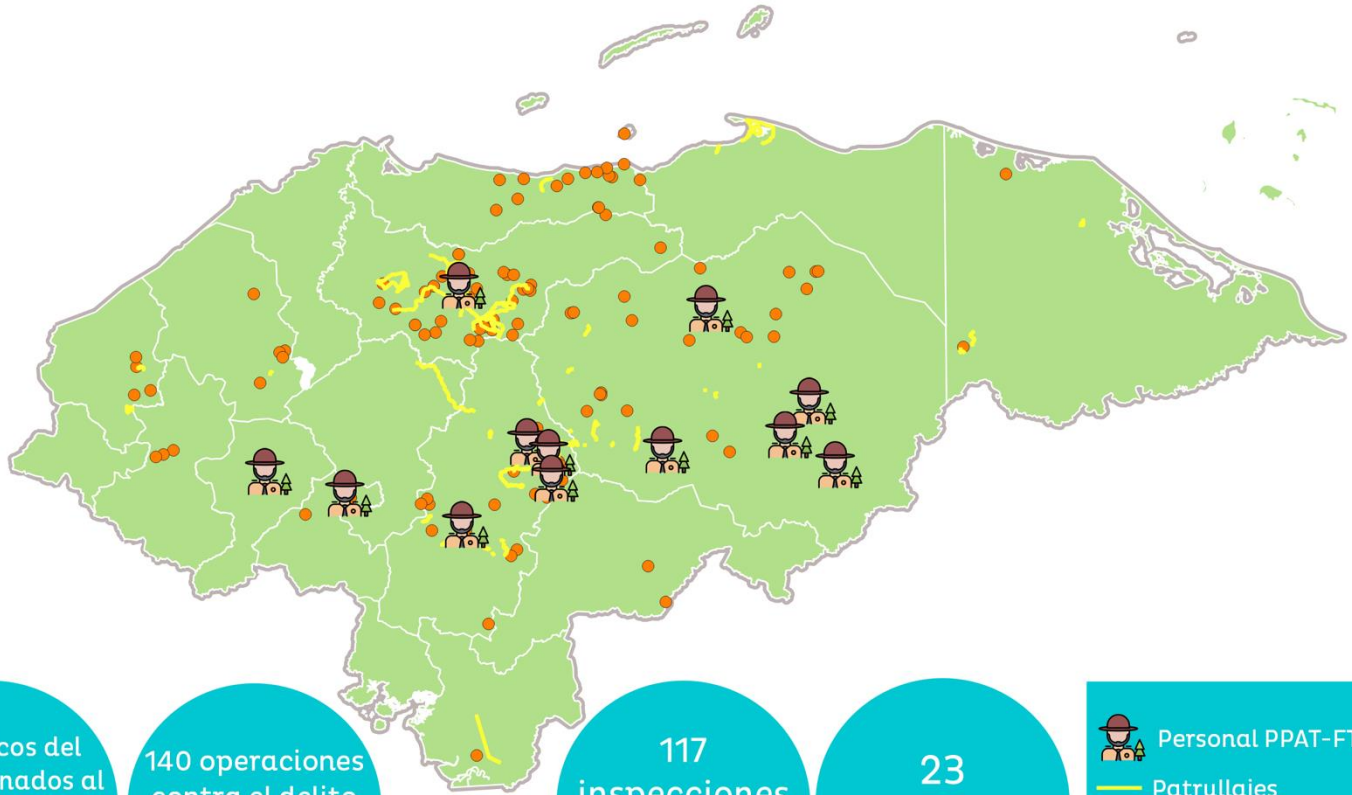 cos del
nados al
140 operaciones
contra el delito
117
inspecciones
23
Personal PPAT-FT
Patrullajes